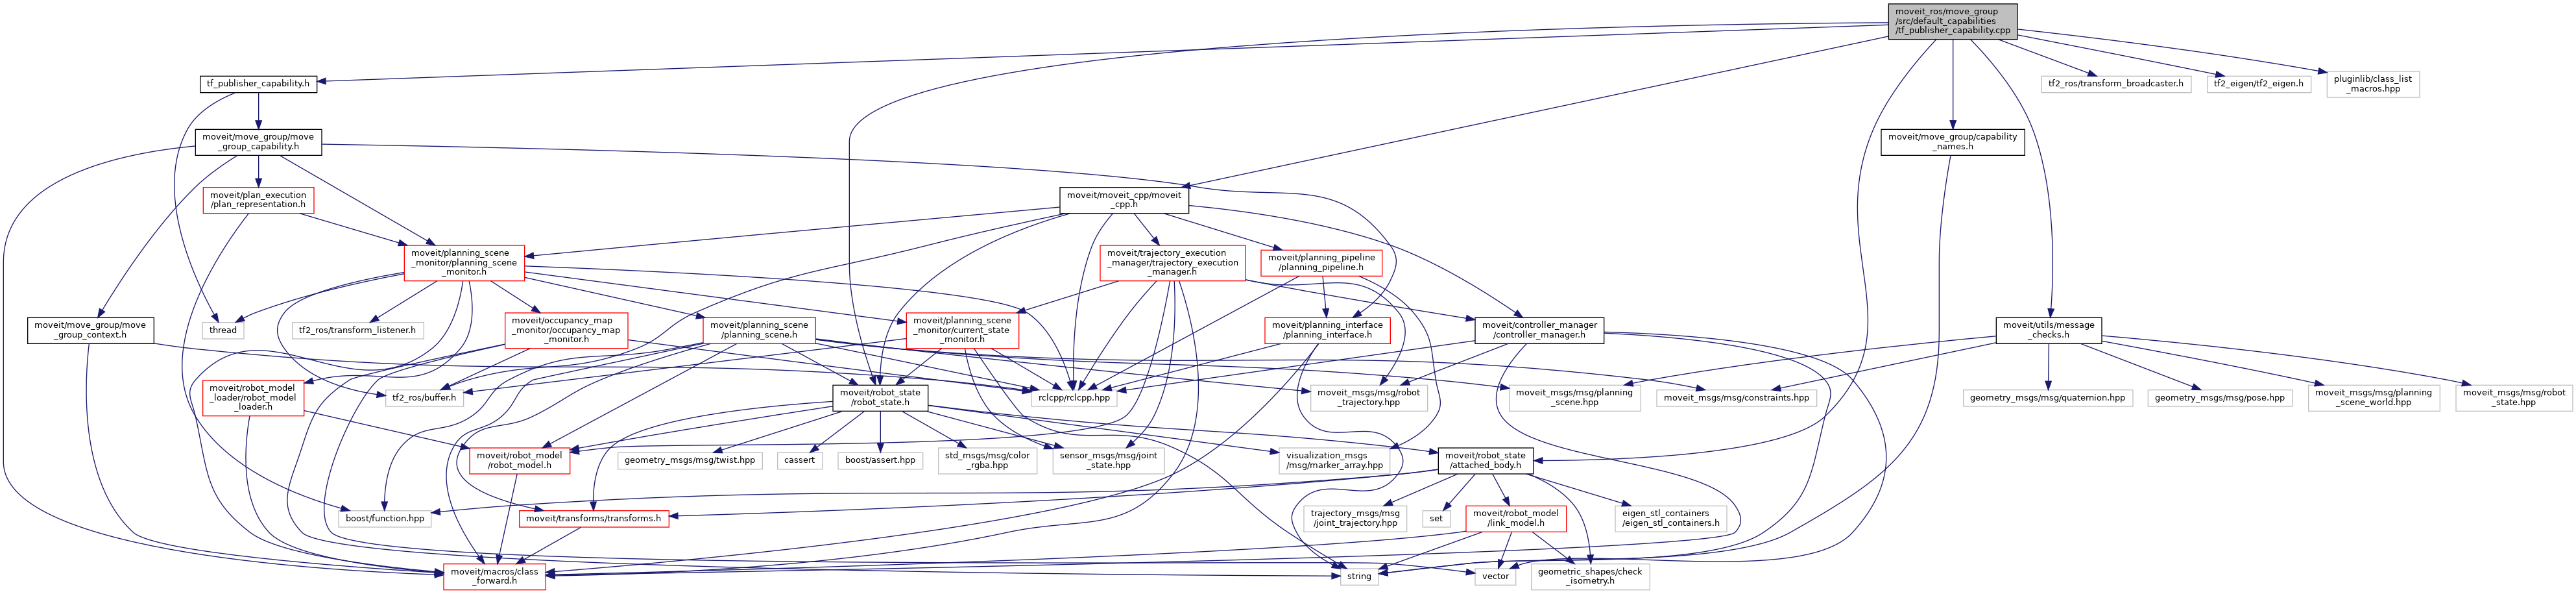 moveit_ros/move_group
/src/default_capabilities
/tf_publisher_capability.cpp
tf_publisher_capability.h
tf2_ros/transform_broadcaster.h
tf2_eigen/tf2_eigen.h
pluginlib/class_list
_macros.hpp
moveit/move_group/move
_group_capability.h
moveit/move_group/capability
_names.h
moveit/plan_execution
/plan_representation.h
moveit/moveit_cpp/moveit
_cpp.h
moveit/planning_scene
_monitor/planning_scene
_monitor.h
moveit/trajectory_execution
_manager/trajectory_execution
_manager.h
moveit/planning_pipeline
/planning_pipeline.h
moveit/move_group/move
_group_context.h
thread
tf2_ros/transform_listener.h
moveit/occupancy_map
_monitor/occupancy_map
_monitor.h
moveit/planning_scene
/planning_scene.h
moveit/planning_scene
_monitor/current_state
_monitor.h
moveit/planning_interface
/planning_interface.h
moveit/controller_manager
/controller_manager.h
moveit/utils/message
_checks.h
moveit/robot_model
_loader/robot_model
_loader.h
tf2_ros/buffer.h
moveit/robot_state
/robot_state.h
rclcpp/rclcpp.hpp
moveit_msgs/msg/robot
_trajectory.hpp
moveit_msgs/msg/planning
_scene.hpp
moveit_msgs/msg/constraints.hpp
geometry_msgs/msg/quaternion.hpp
geometry_msgs/msg/pose.hpp
moveit_msgs/msg/planning
_scene_world.hpp
moveit_msgs/msg/robot
_state.hpp
moveit/robot_model
/robot_model.h
geometry_msgs/msg/twist.hpp
cassert
boost/assert.hpp
std_msgs/msg/color
_rgba.hpp
sensor_msgs/msg/joint
_state.hpp
visualization_msgs
/msg/marker_array.hpp
moveit/robot_state
/attached_body.h
boost/function.hpp
moveit/transforms/transforms.h
trajectory_msgs/msg
/joint_trajectory.hpp
set
moveit/robot_model
/link_model.h
eigen_stl_containers
/eigen_stl_containers.h
moveit/macros/class
_forward.h
string
vector
geometric_shapes/check
_isometry.h